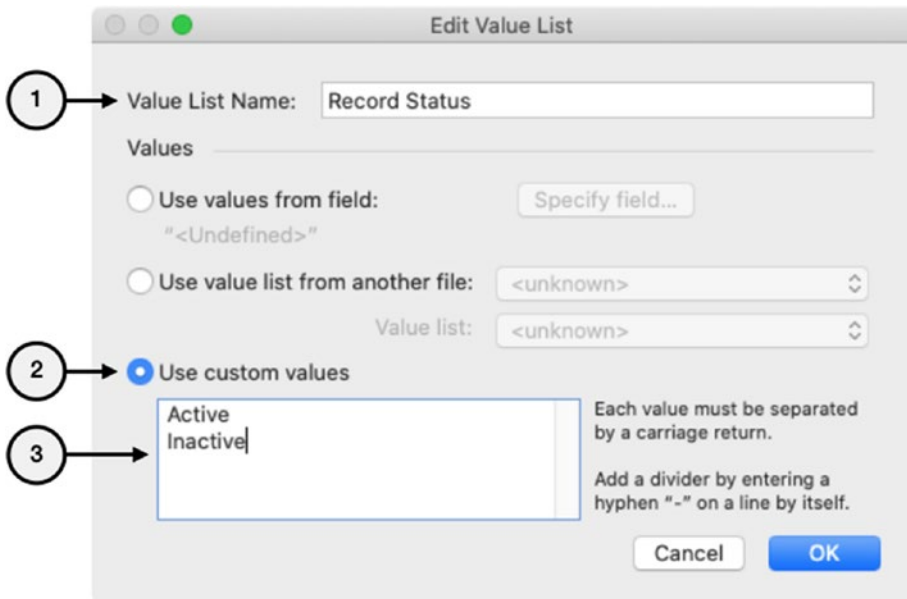 Edit Value List
1
Value List Name: Record Status
Values
Use values from field: Specify field...
"<Undefined>"
Use value list from another file: <unknown>
Value list: <unknown>
2
Use custom values
Active
Inactive
3
Each value must be separated
by a carriage return.
Add a divider by entering a
hyphen "-" on a line by itself.
Cancel OK